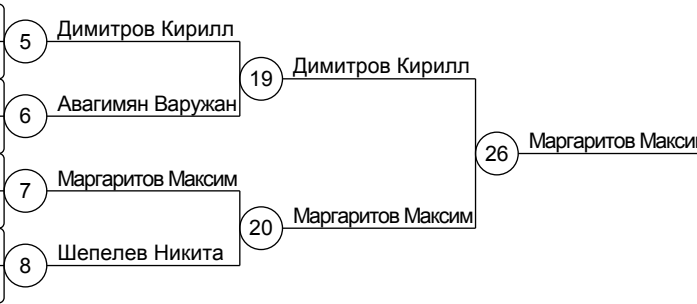 5 Димитров Кирилл
19 Димитров Кирилл
6 Авагимян Варужан
26
7 Маргаритов Максим
20 Маргаритов Максим
8 Шепелев Никита